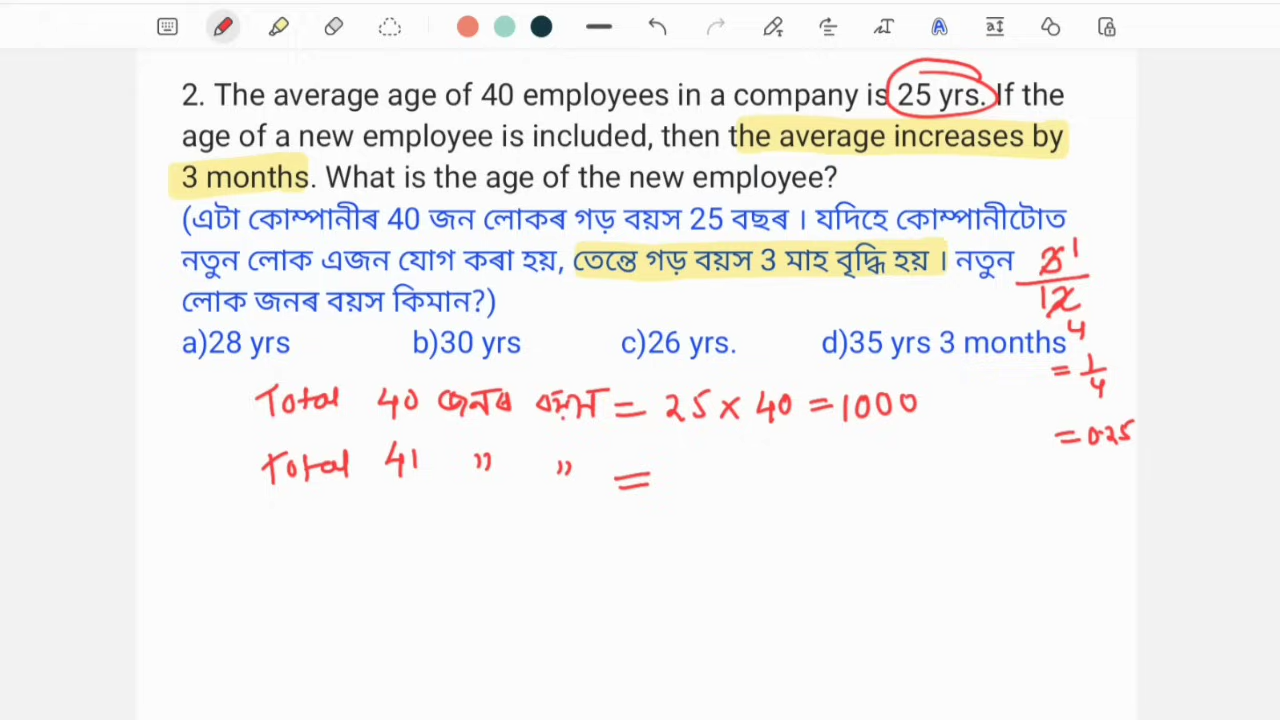 2. The average age of 40 employees in a company is 25 yrs. If the
age of a new employee is included, then the average increases by
3 months. What is the age of the new employee?
(এটা কোম্পানীৰ 40 জন লোকৰ গড় বয়স 25 বছৰ । যদিহে কোম্পানীটোত
নতুন লোক এজন যোগ কৰা হয়, তেন্তে গড় বয়স 3 মাহ বৃদ্ধি হয় । নতুন
লোক জনৰ বয়স কিমান?)
a)28 yrs b)30 yrs c)26 yrs. d)35 yrs 3 months
3 1
12
4
= 1/4
= 0.25
Total 40 জনৰ বয়স = 25 × 40 = 1000
Total 41 " " =